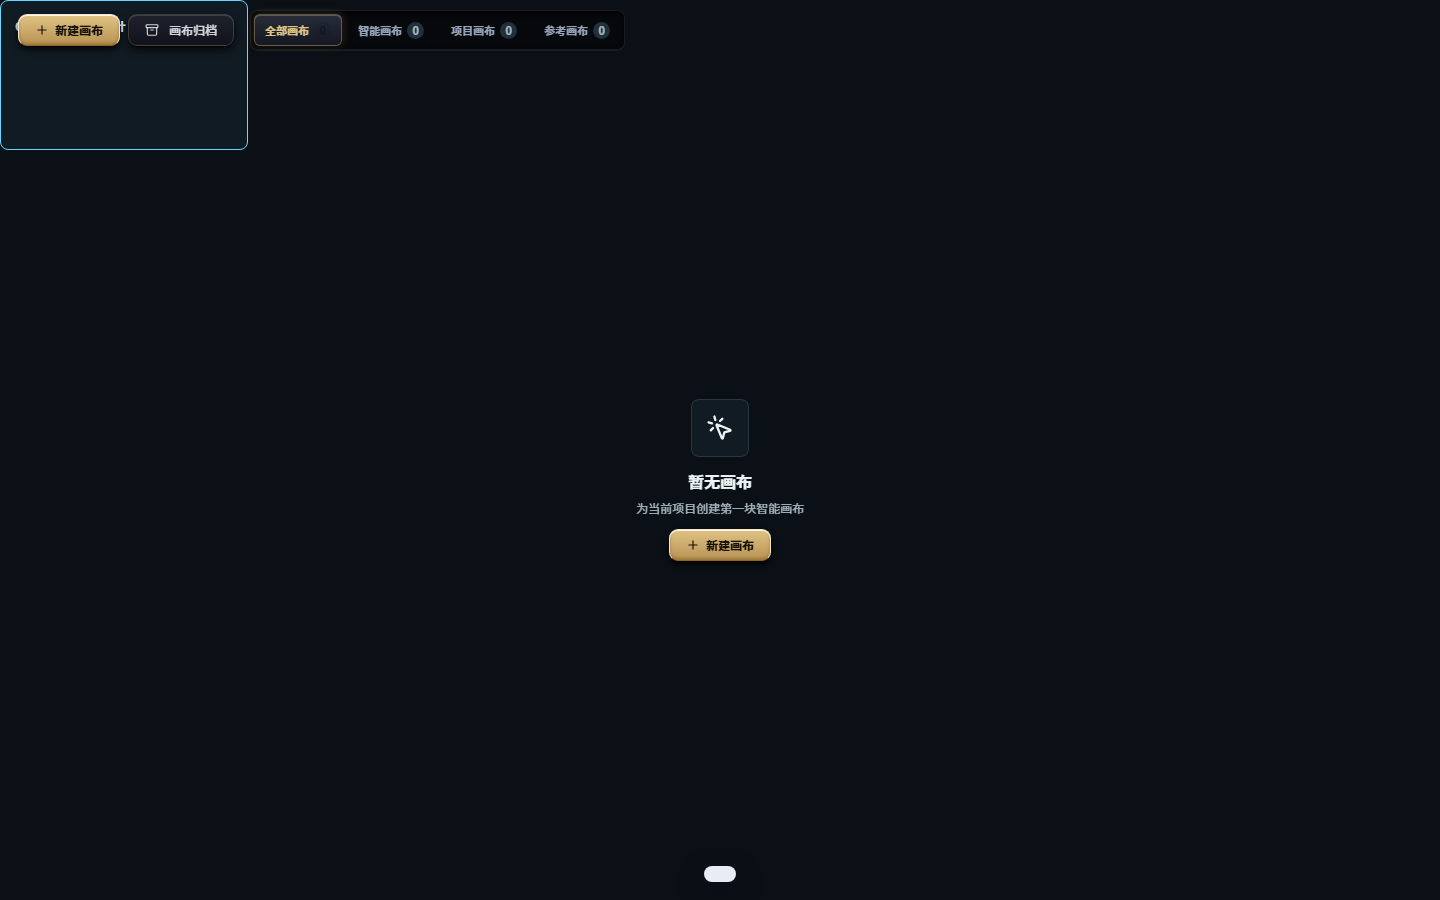 新建画布
画布归档
全部画布
智能画布 0
项目画布 0
参考画布 0
暂无画布
为当前项目创建第一块智能画布
新建画布